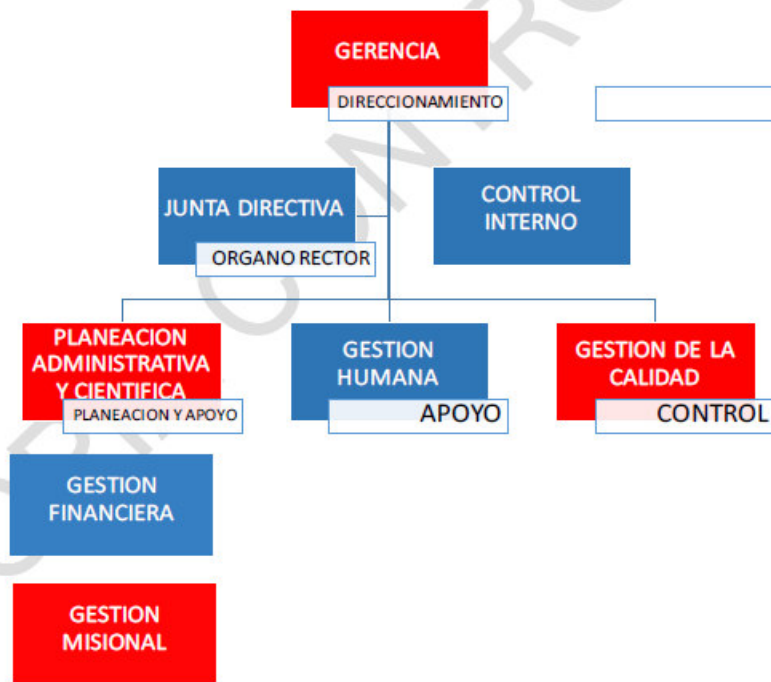 GERENCIA
DIRECCIONAMIENTO
JUNTA DIRECTIVA
ORGANO RECTOR
CONTROL
INTERNO
PLANEACION
ADMINISTRATIVA
Y CIENTIFICA
PLANEACION Y APOYO
GESTION
HUMANA
APOYO
GESTION DE LA
CALIDAD
CONTROL
GESTION
FINANCIERA
GESTION
MISIONAL